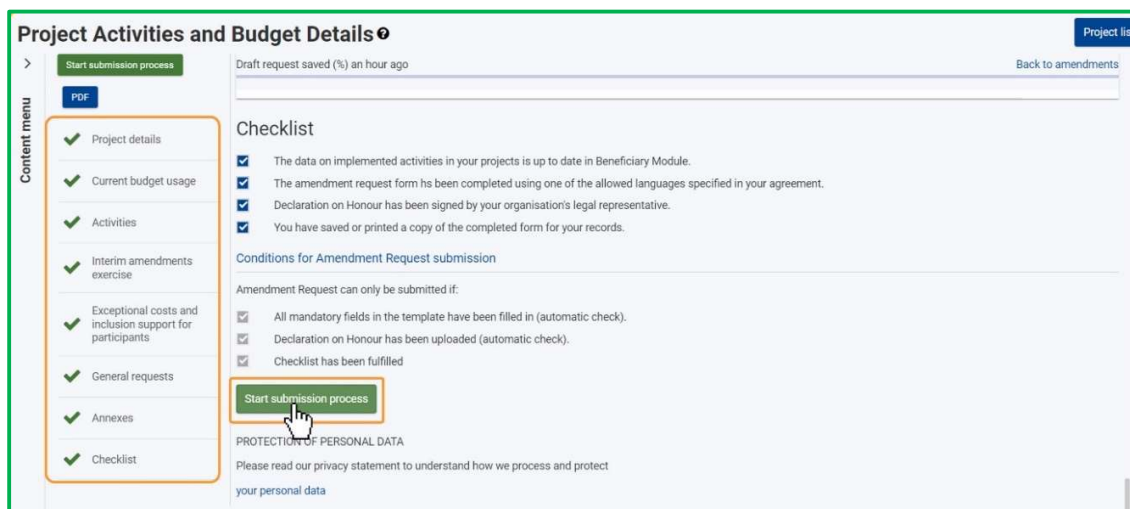 Project Activities and Budget Details
Project lis
Start submission process
Draft request saved (%) an hour ago
Back to amendments
PDF
Content menu
Project details
Current budget usage
Activities
Interim amendments
exercise
Exceptional costs and
inclusion support for
participants
General requests
Annexes
Checklist
Checklist
The data on implemented activities in your projects is up to date in Beneficiary Module.
The amendment request form hs been completed using one of the allowed languages specified in your agreement.
Declaration on Honour has been signed by your organisation's legal representative.
You have saved or printed a copy of the completed form for your records.
Conditions for Amendment Request submission
Amendment Request can only be submitted if:
All mandatory fields in the template have been filled in (automatic check).
Declaration on Honour has been uploaded (automatic check).
Checklist has been fulfilled
Start submission process
PROTECTION OF PERSONAL DATA
Please read our privacy statement to understand how we process and protect
your personal data